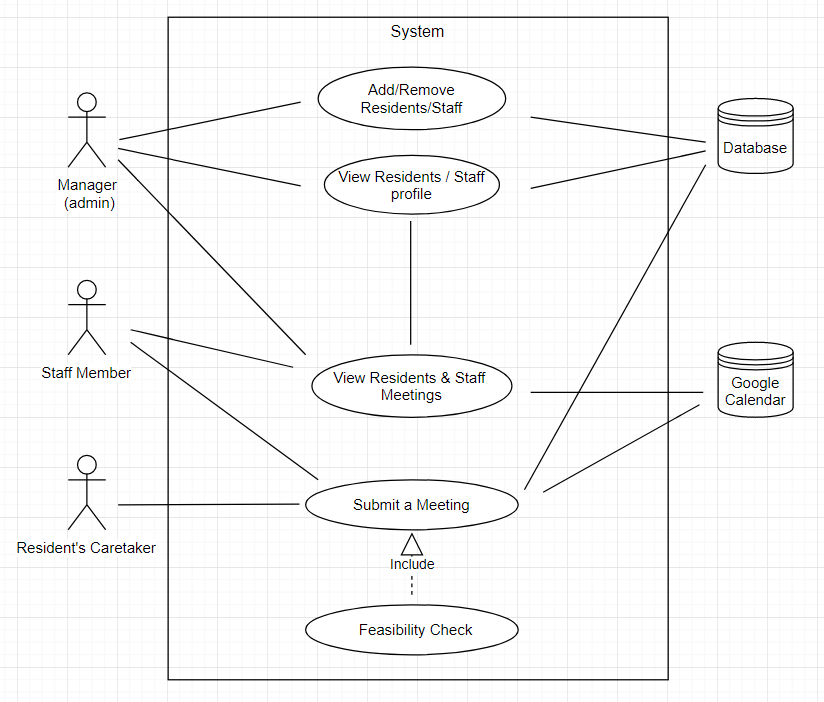 System
Add/Remove
Residents/Staff
Database
View Residents / Staff
profile
Manager
(admin)
Staff Member
View Residents & Staff
Meetings
Google
Calendar
Submit a Meeting
Resident's Caretaker
Include
Feasibility Check